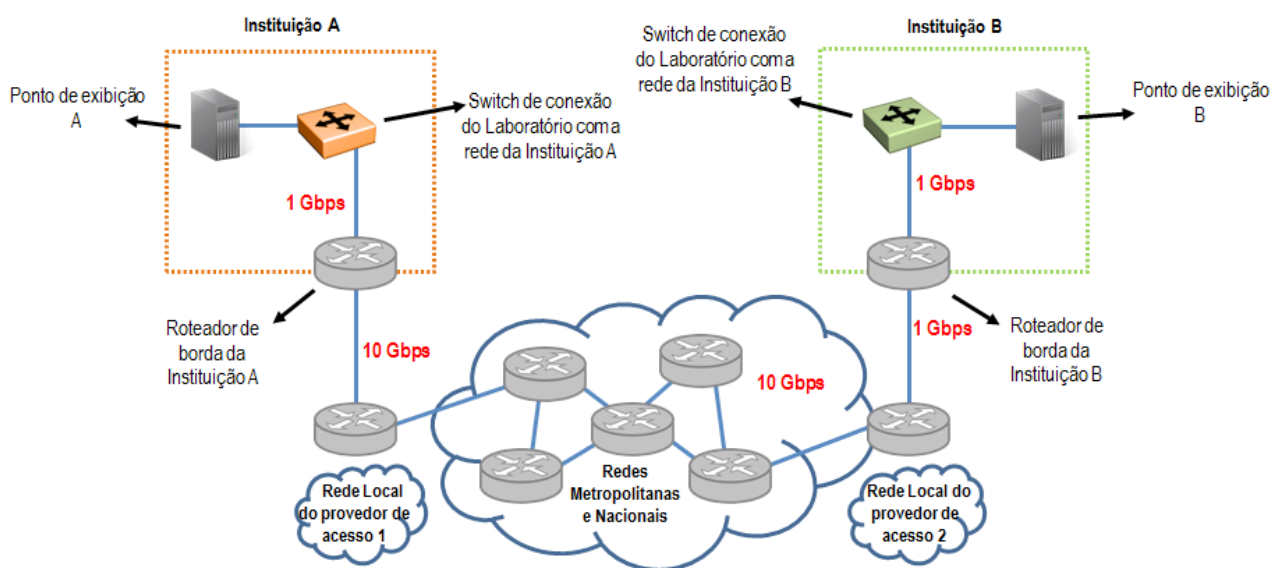 Instituição A
Ponto de exibição
A
Switch de conexão
do Laboratório com a
rede da Instituição A
1 Gbps
Roteador de
borda da
Instituição A
10 Gbps
Rede Local
do provedor de
acesso 1
Redes
Metropolitanas
e Nacionais
10 Gbps
Switch de conexão
do Laboratório com a
rede da Instituição B
Instituição B
Ponto de exibição
B
1 Gbps
1 Gbps
Roteador de
borda da
Instituição B
Rede Local do
provedor de
acesso 2